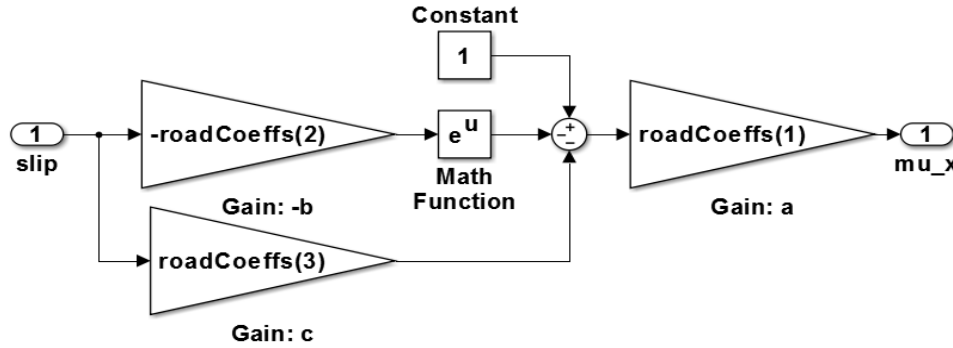 Constant
1
1
-roadCoeffs(2)
e^u
+
−
−
roadCoeffs(1)
1
slip
Math
Function
mu_x
Gain: -b
Gain: a
roadCoeffs(3)
Gain: c